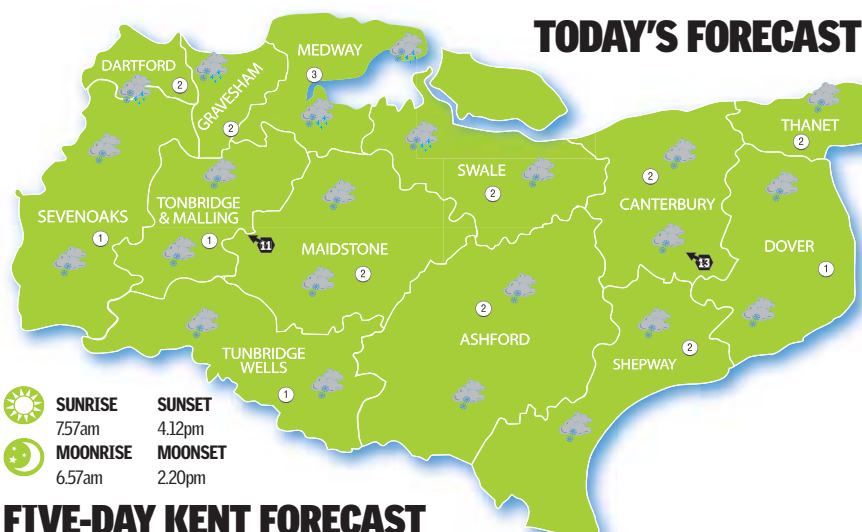 TODAY'S FORECAST
MEDWAY
3
DARTFORD
2
GRAVESHAM
2
THANET
2
SWALE
2
2
CANTERBURY
TONBRIDGE
& MALLING
1
SEVENOAKS
1
11
MAIDSTONE
2
13
DOVER
1
2
ASHFORD
SHEPWAY
2
TUNBRIDGE
WELLS
1
SUNRISE SUNSET
7.57am 4.12pm
MOONRISE MOONSET
6.57am 2.20pm
FIVE-DAY KENT FORECAST